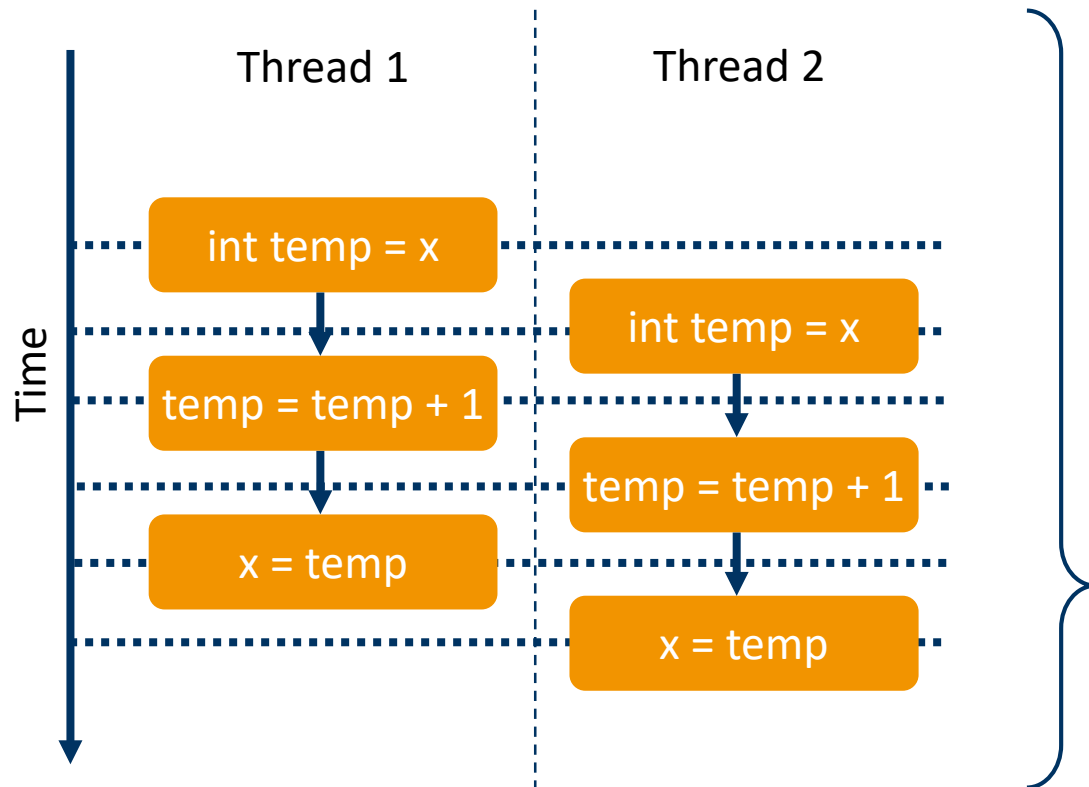 Thread 1
Thread 2
Time
int temp = x
int temp = x
temp = temp + 1
temp = temp + 1
x = temp
x = temp